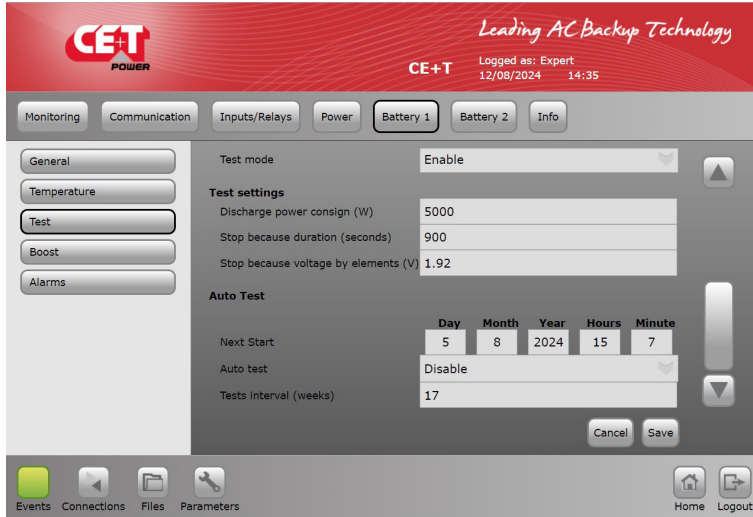 CE+T
POWER
Leading AC Backup Technology
CE+T
Logged as: Expert
12/08/2024 14:35
Monitoring Communication Inputs/Relays Power Battery 1 Battery 2 Info
General
Temperature
Test
Boost
Alarms
Test mode Enable
Test settings
Discharge power consign (W) 5000
Stop because duration (seconds) 900
Stop because voltage by elements (V) 1.92
Auto Test
Day Month Year Hours Minute
Next Start 5 8 2024 15 7
Auto test Disable
Tests interval (weeks) 17
Cancel Save
Events Connections Files Parameters Home Logout